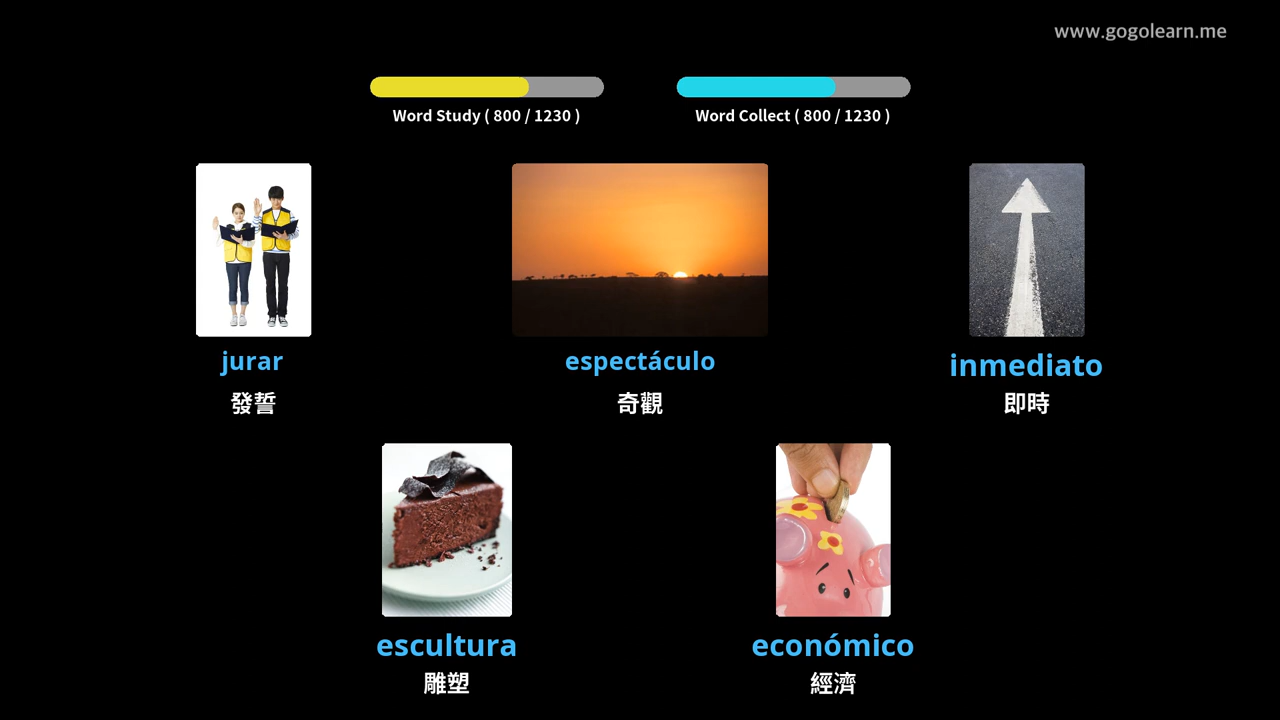 www.gogolearn.me
Word Study ( 800 / 1230 )
Word Collect ( 800 / 1230 )
jurar
發誓
espectáculo
奇觀
inmediato
即時
escultura
雕塑
económico
經濟